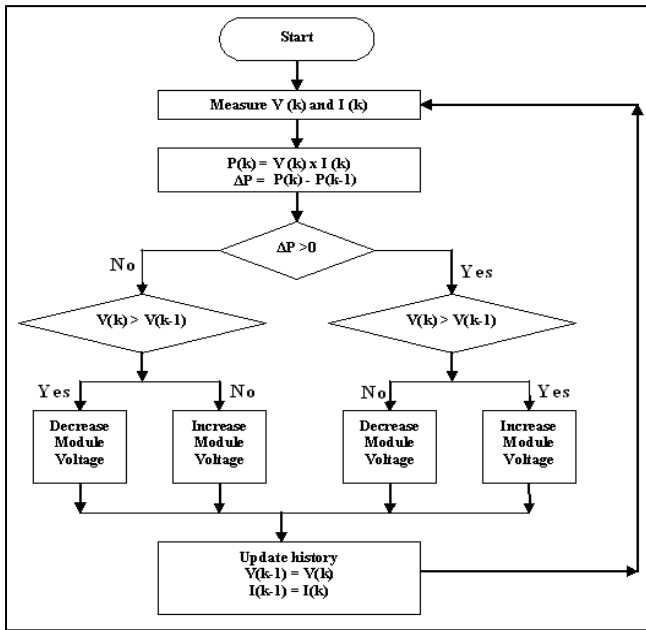 Start
Measure V (k) and I (k)
P(k) = V (k) x I (k)
ΔP = P(k) - P(k-1)
ΔP >0
No
Yes
V(k) > V(k-1)
V(k) > V(k-1)
Yes
No
No
Yes
Decrease
Module
Voltage
Increase
Module
Voltage
Decrease
Module
Voltage
Increase
Module
Voltage
Update history
V(k-1) = V(k)
I(k-1) = I(k)